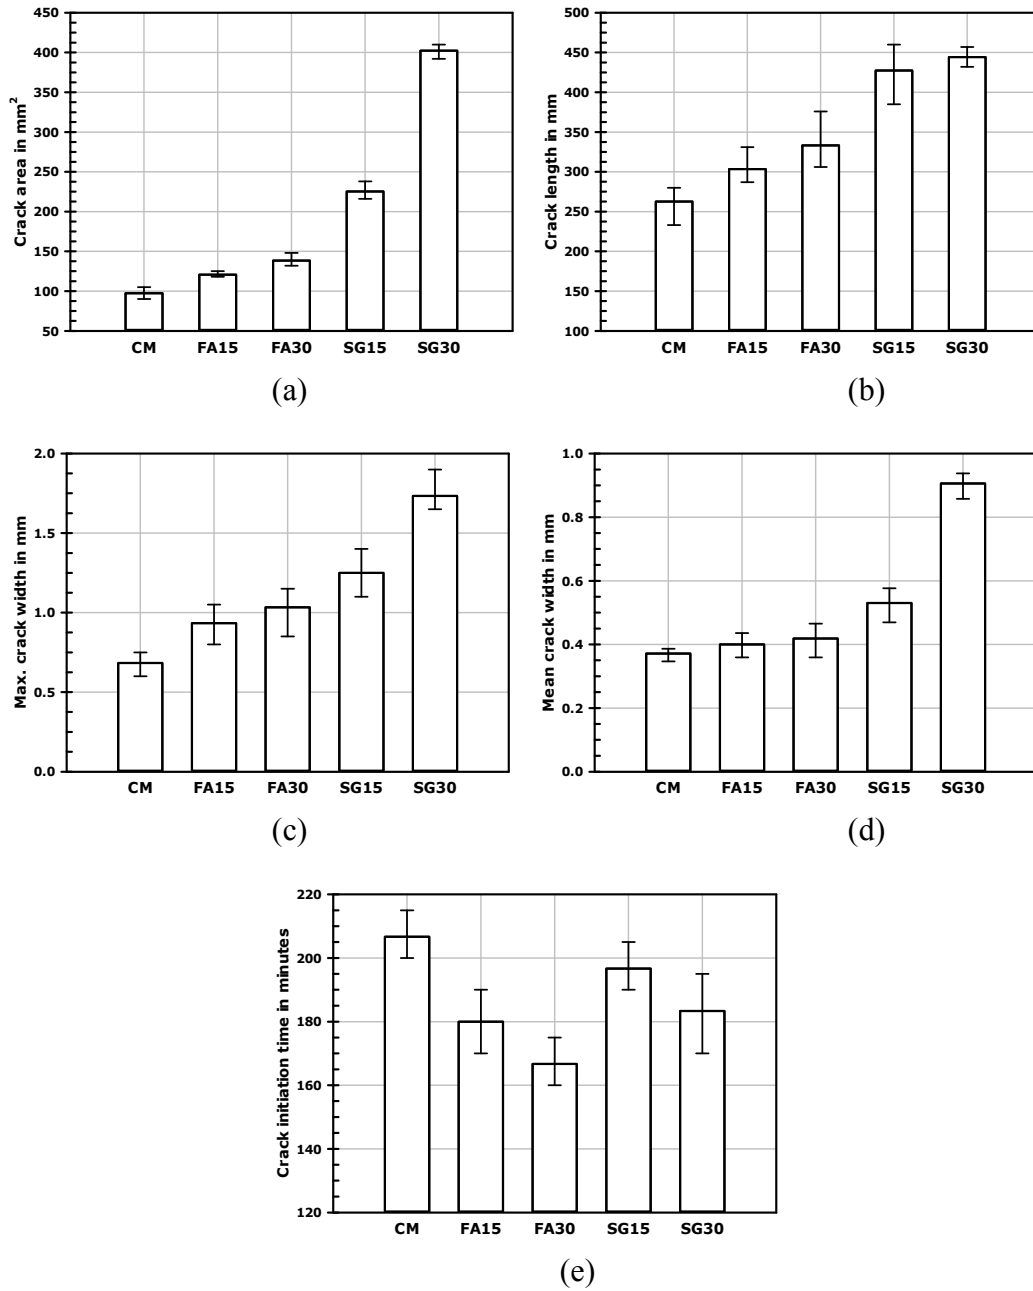 Crack area in mm²
450
400
350
300
250
200
150
100
50
CM FA15 FA30 SG15 SG30
(a)
Crack length in mm
500
450
400
350
300
250
200
150
100
CM FA15 FA30 SG15 SG30
(b)
Max. crack width in mm
2.0
1.5
1.0
0.5
0.0
CM FA15 FA30 SG15 SG30
(c)
Mean crack width in mm
1.0
0.8
0.6
0.4
0.2
0.0
CM FA15 FA30 SG15 SG30
(d)
Crack initiation time in minutes
220
200
180
160
140
120
CM FA15 FA30 SG15 SG30
(e)